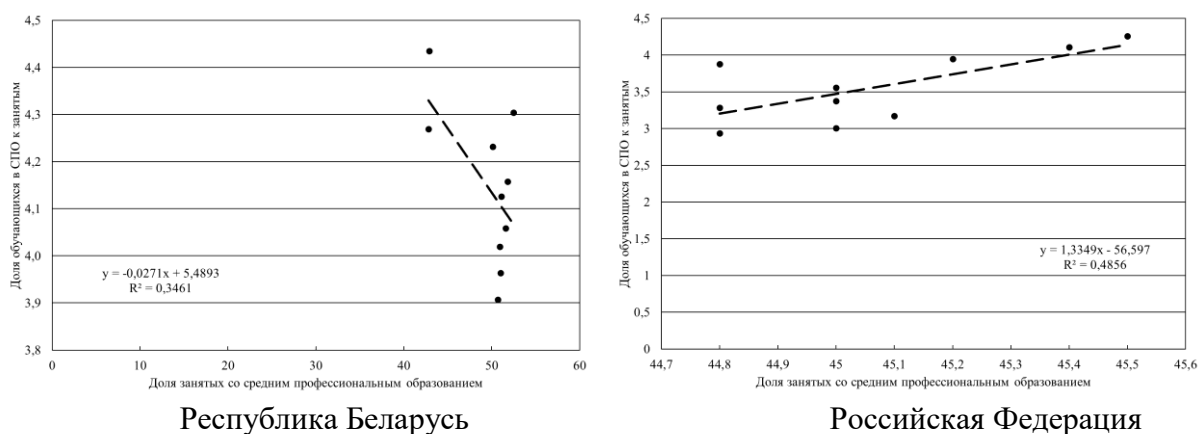 4,5
4,4
4,3
4,2
4,1
4,0
3,9
3,8
Доля обучающихся в СПО к занятым
y = -0,0271x + 5,4893
R² = 0,3461
0 10 20 30 40 50 60
Доля занятых со средним профессиональным образованием
Республика Беларусь
4,5
4
3,5
3
2,5
2
1,5
1
0,5
0
Доля обучающихся в СПО к занятым
y = 1,3349x - 56,597
R² = 0,4856
44,7 44,8 44,9 45 45,1 45,2 45,3 45,4 45,5 45,6
Доля занятых со средним профессиональным образованием
Российская Федерация